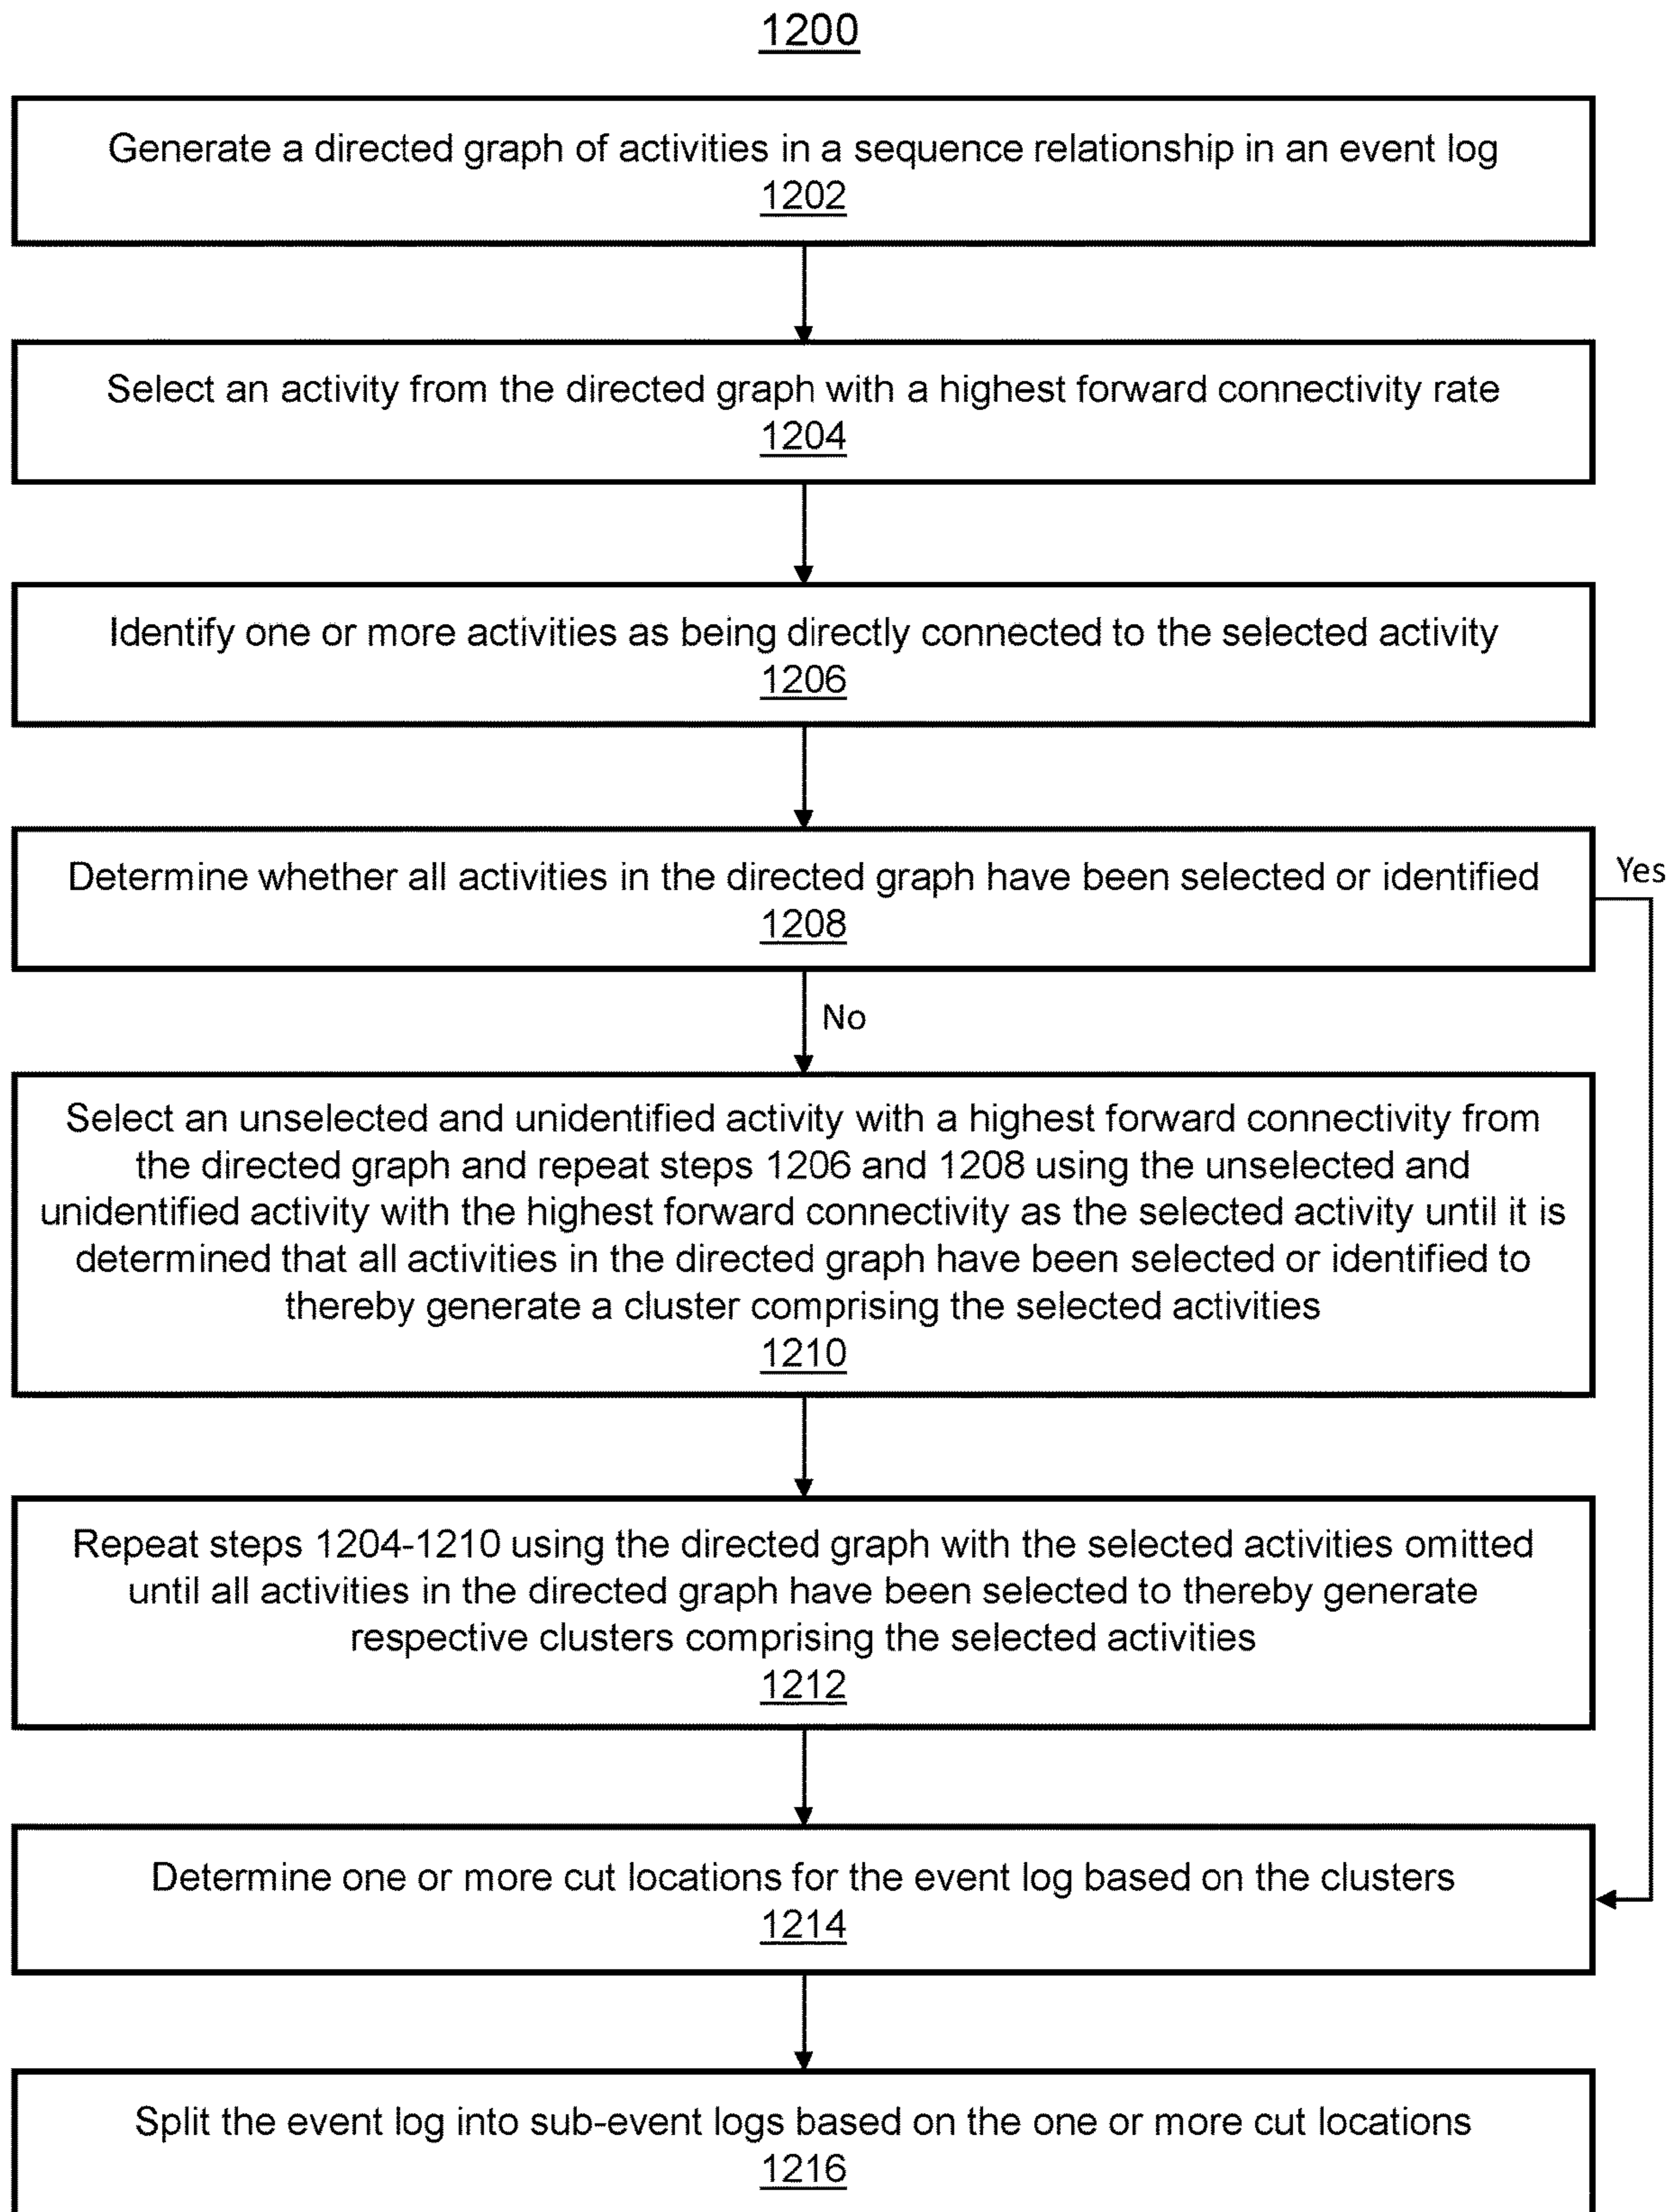 1200
Generate a directed graph of activities in a sequence relationship in an event log
1202
Select an activity from the directed graph with a highest forward connectivity rate
1204
Identify one or more activities as being directly connected to the selected activity
1206
Determine whether all activities in the directed graph have been selected or identified
1208
Yes
No
Select an unselected and unidentified activity with a highest forward connectivity from
the directed graph and repeat steps 1206 and 1208 using the unselected and
unidentified activity with the highest forward connectivity as the selected activity until it is
determined that all activities in the directed graph have been selected or identified to
thereby generate a cluster comprising the selected activities
1210
Repeat steps 1204-1210 using the directed graph with the selected activities omitted
until all activities in the directed graph have been selected to thereby generate
respective clusters comprising the selected activities
1212
Determine one or more cut locations for the event log based on the clusters
1214
Split the event log into sub-event logs based on the one or more cut locations
1216